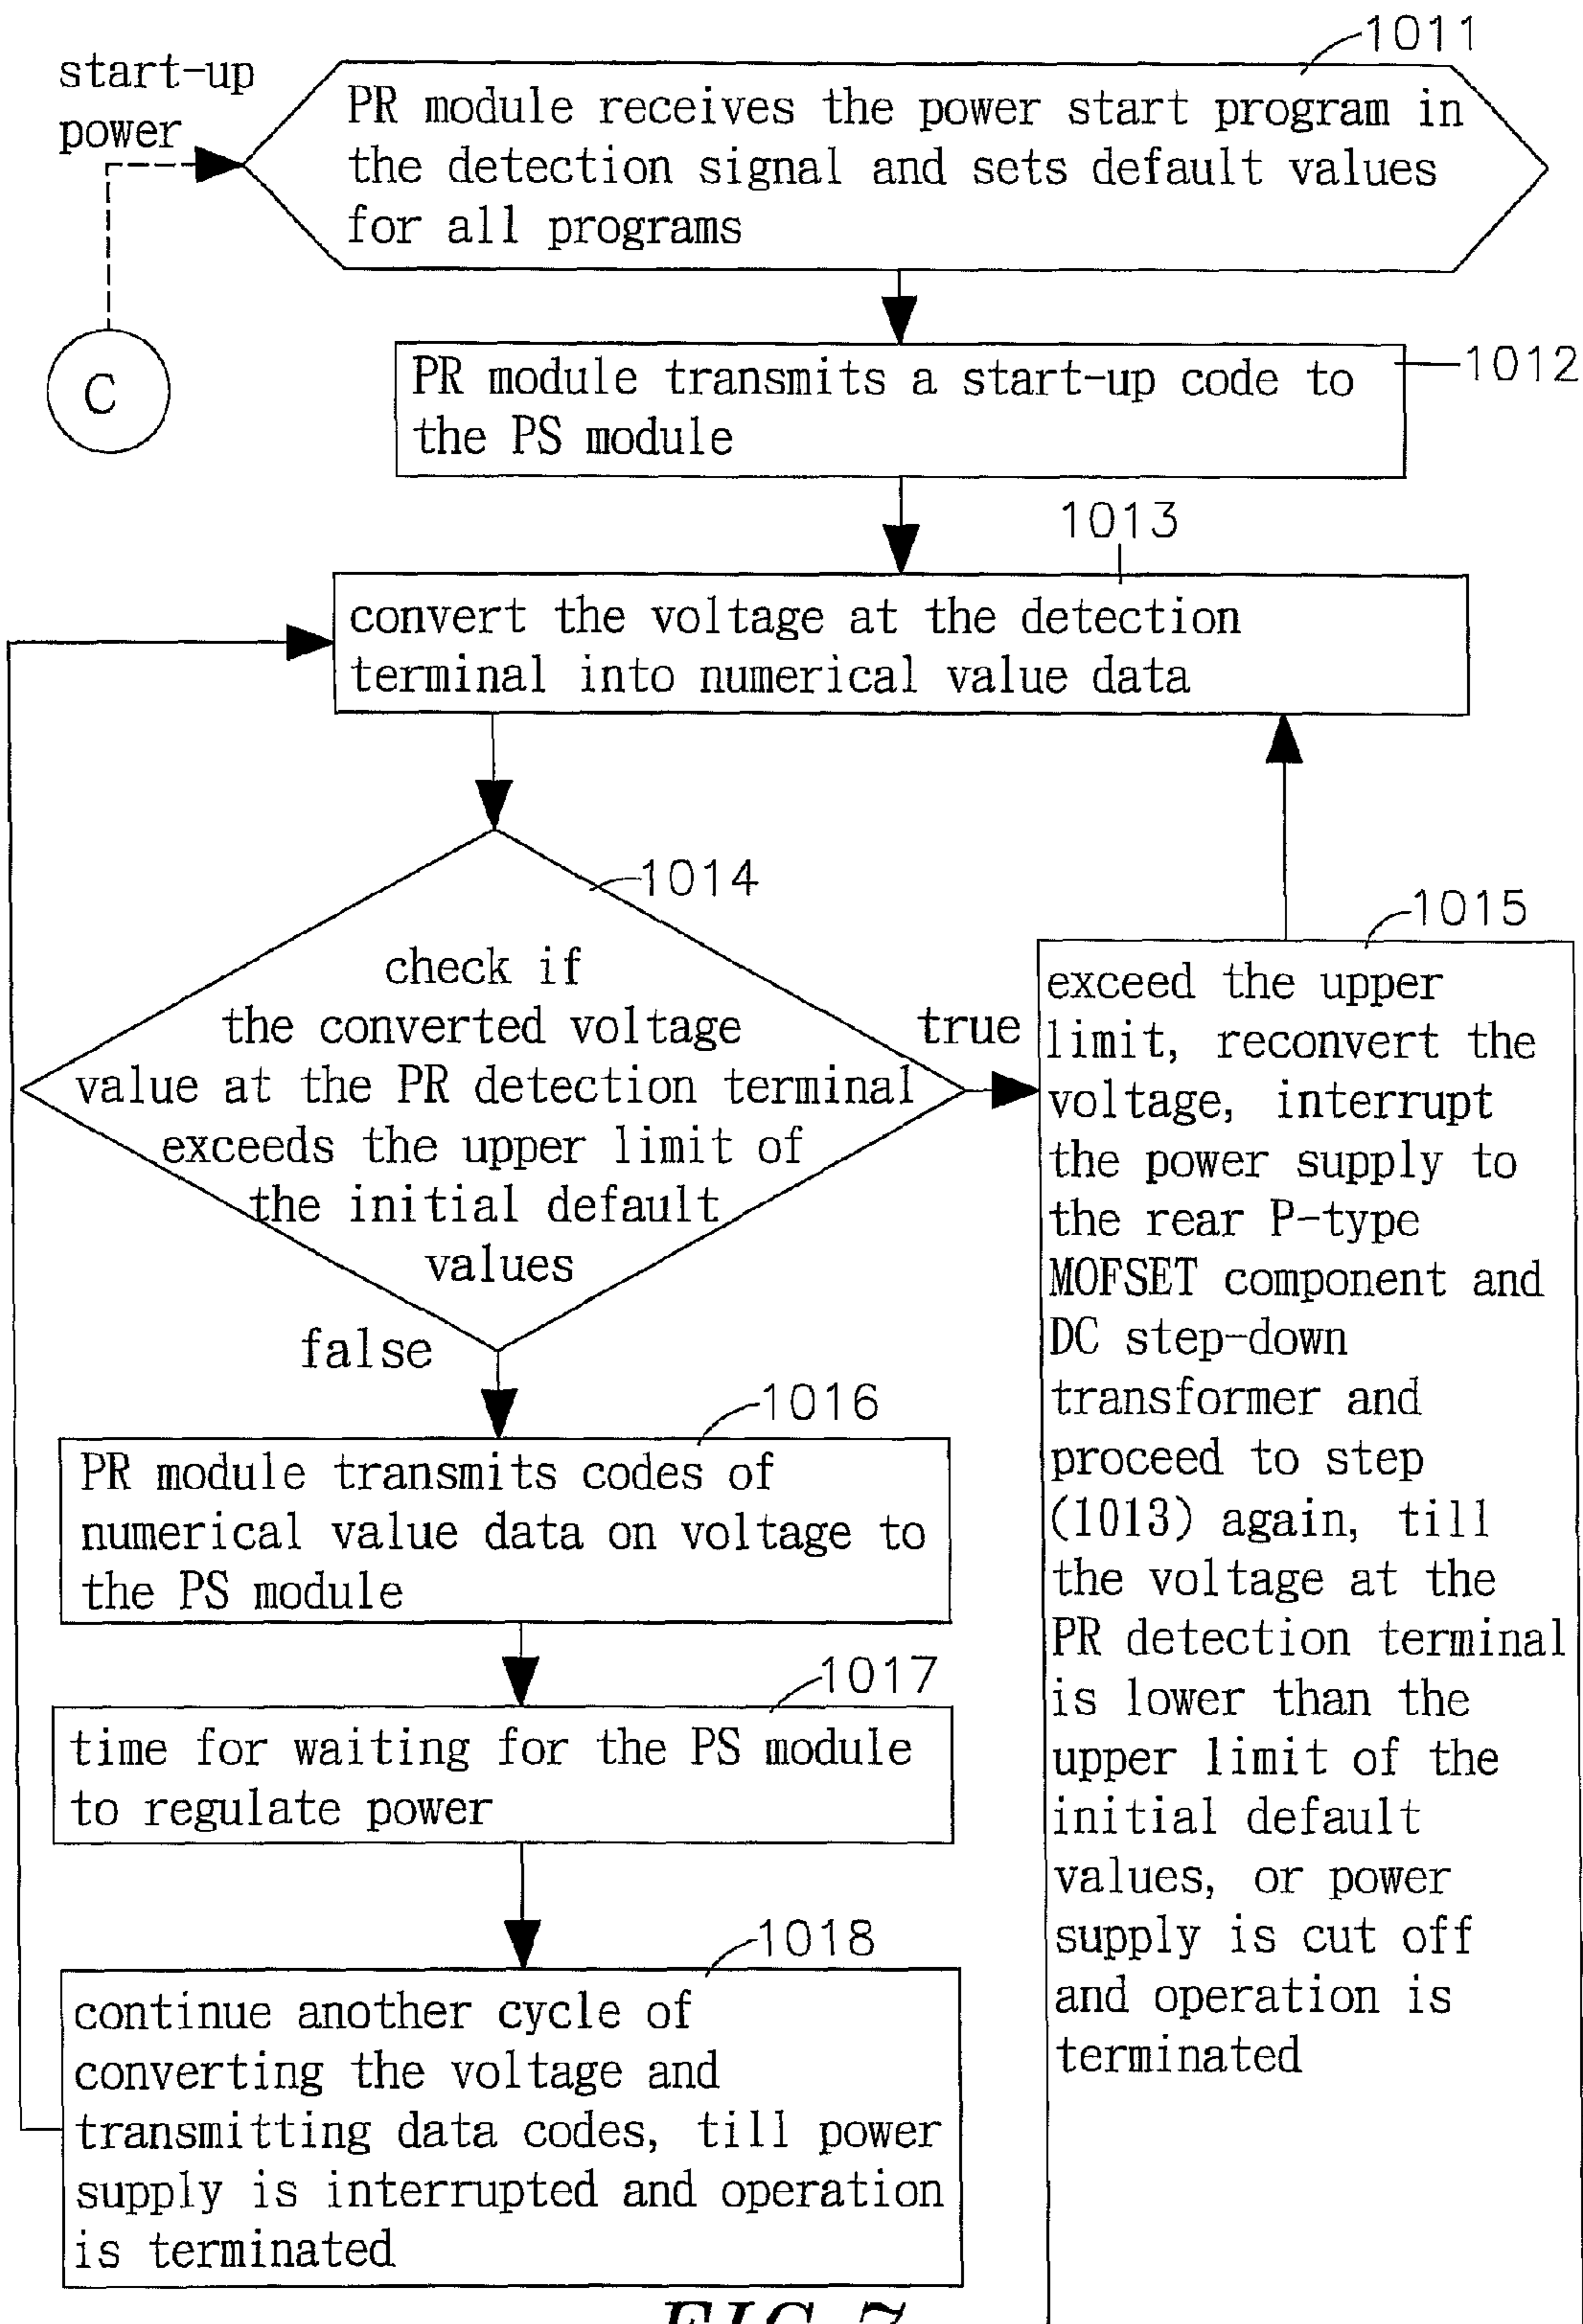 1011
start-up
power
PR module receives the power start program in
the detection signal and sets default values
for all programs
C
1012
PR module transmits a start-up code to
the PS module
1013
convert the voltage at the detection
terminal into numerical value data
1014
check if
the converted voltage
value at the PR detection terminal
exceeds the upper limit of
the initial default
values
true
false
1015
exceed the upper
limit, reconvert the
voltage, interrupt
the power supply to
the rear P-type
MOFSET component and
DC step-down
transformer and
proceed to step
(1013) again, till
the voltage at the
PR detection terminal
is lower than the
upper limit of the
initial default
values, or power
supply is cut off
and operation is
terminated
1016
PR module transmits codes of
numerical value data on voltage to
the PS module
1017
time for waiting for the PS module
to regulate power
1018
continue another cycle of
converting the voltage and
transmitting data codes, till power
supply is interrupted and operation
is terminated
FIG.7